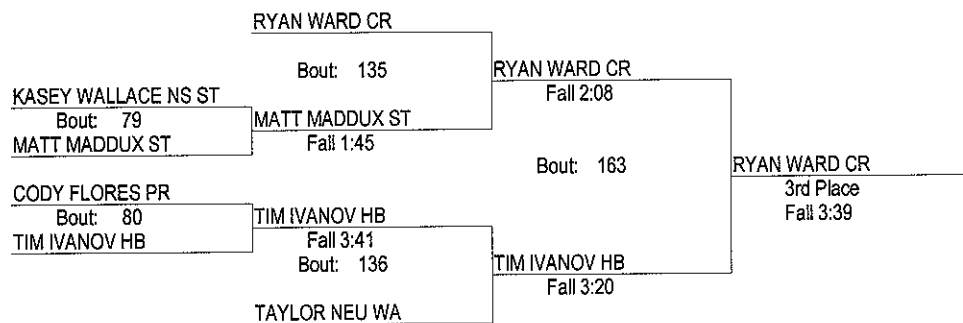 RYAN WARD CR
Bout: 135
KASEY WALLACE NS ST
Bout: 79
MATT MADDUX ST
MATT MADDUX ST
Fall 1:45
RYAN WARD CR
Fall 2:08
Bout: 163
CODY FLORES PR
Bout: 80
TIM IVANOV HB
TIM IVANOV HB
Fall 3:41
Bout: 136
TAYLOR NEU WA
TIM IVANOV HB
Fall 3:20
RYAN WARD CR
3rd Place
Fall 3:39